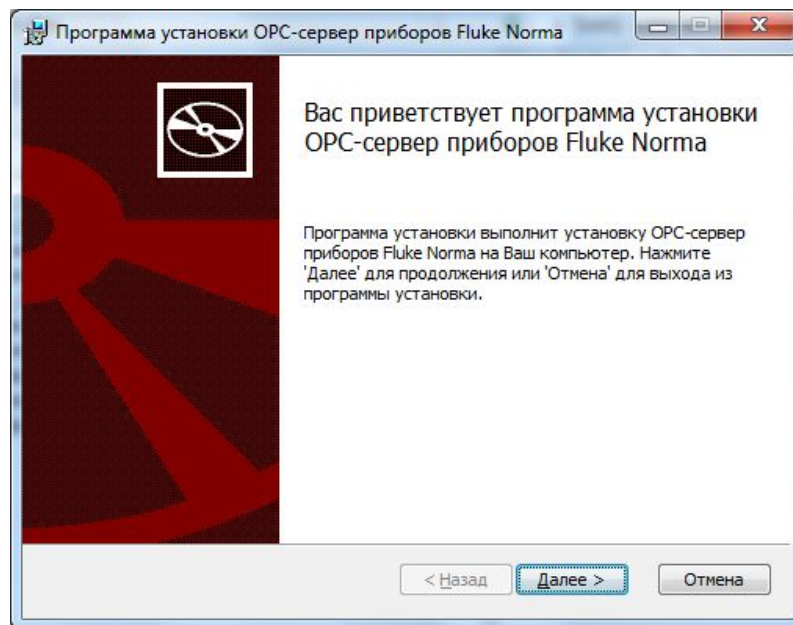 Программа установки OPC-сервер приборов Fluke Norma
Вас приветствует программа установки
OPC-сервер приборов Fluke Norma
Программа установки выполнит установку OPC-сервер
приборов Fluke Norma на Ваш компьютер. Нажмите
'Далее' для продолжения или 'Отмена' для выхода из
программы установки.
< Назад
Далее >
Отмена